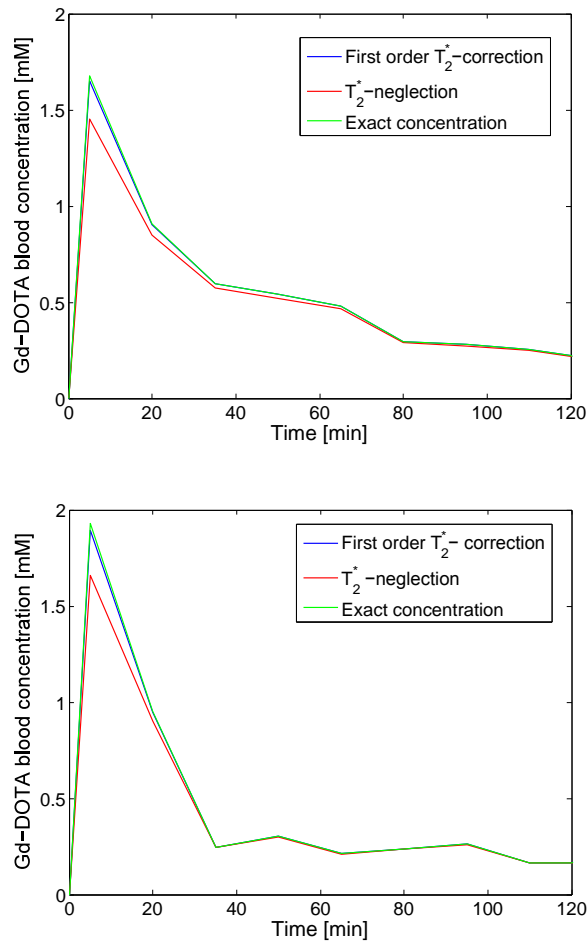 2
1.5
1
0.5
0
0 20 40 60 80 100 120
Time [min]
Gd−DOTA blood concentration [mM]
First order T₂*−correction
T₂*−neglection
Exact concentration
2
1.5
1
0.5
0
0 20 40 60 80 100 120
Time [min]
Gd−DOTA blood concentration [mM]
First order T₂*− correction
T₂* −neglection
Exact concentration